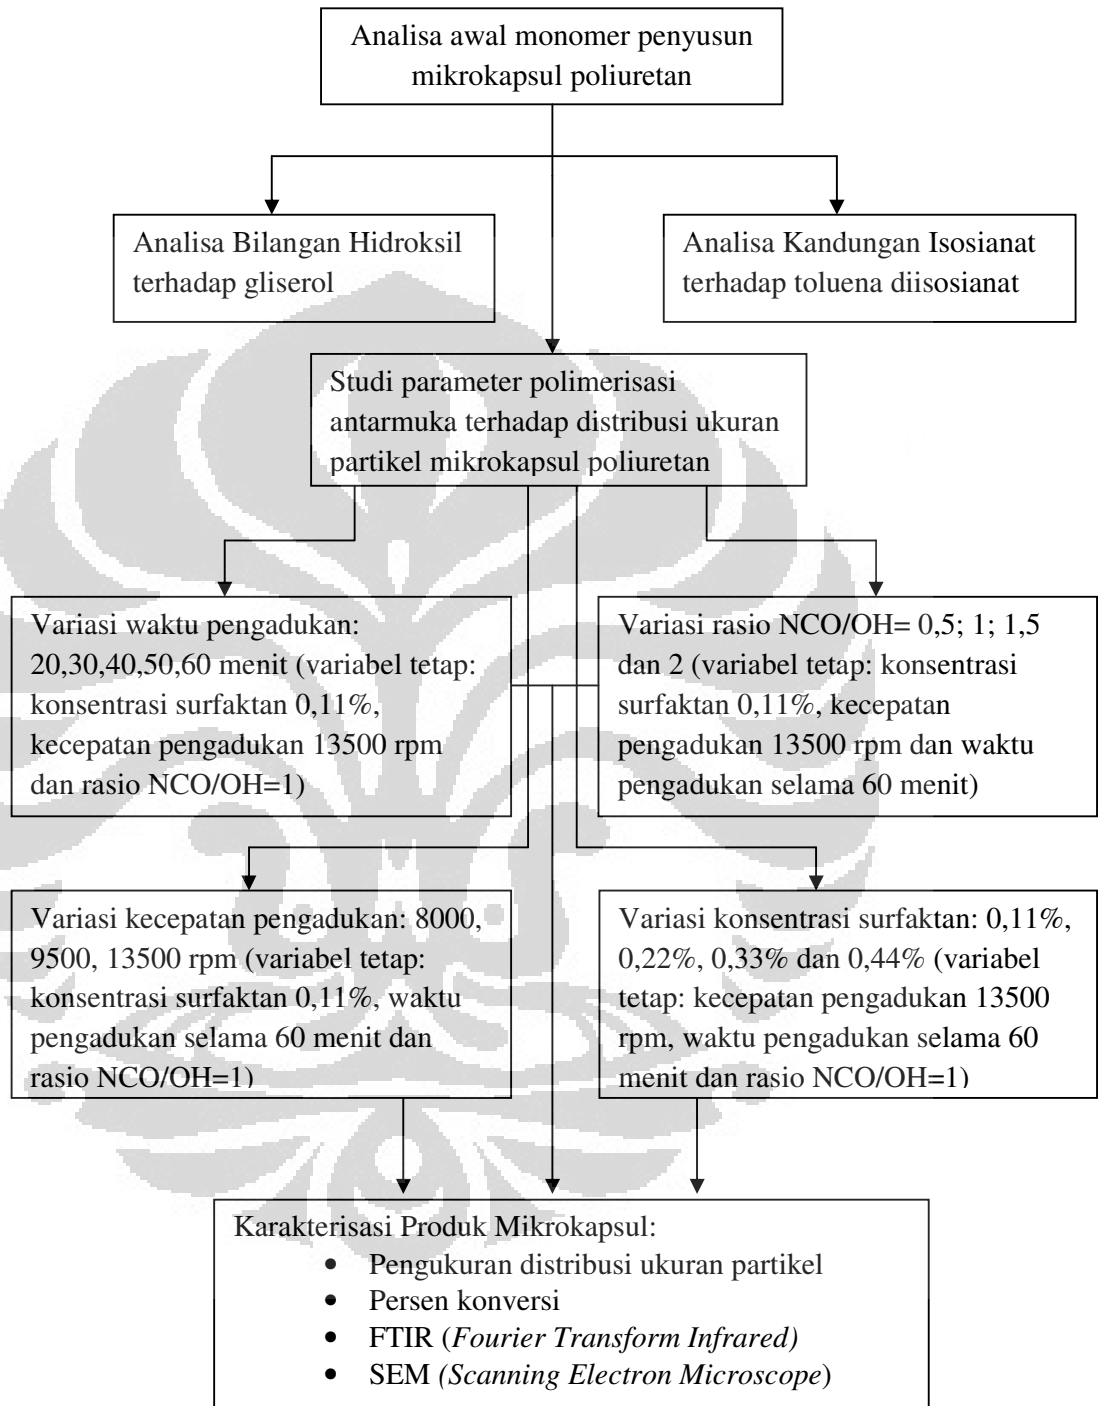 Analisa awal monomer penyusun
mikrokapsul poliuretan
Analisa Bilangan Hidroksil
terhadap gliserol
Analisa Kandungan Isosianat
terhadap toluena diisosianat
Studi parameter polimerisasi
antarmuka terhadap distribusi ukuran
partikel mikrokapsul poliuretan
Variasi waktu pengadukan:
20,30,40,50,60 menit (variabel tetap:
konsentrasi surfaktan 0,11%,
kecepatan pengadukan 13500 rpm
dan rasio NCO/OH=1)
Variasi rasio NCO/OH= 0,5; 1; 1,5
dan 2 (variabel tetap: konsentrasi
surfaktan 0,11%, kecepatan
pengadukan 13500 rpm dan waktu
pengadukan selama 60 menit)
Variasi kecepatan pengadukan: 8000,
9500, 13500 rpm (variabel tetap:
konsentrasi surfaktan 0,11%, waktu
pengadukan selama 60 menit dan
rasio NCO/OH=1)
Variasi konsentrasi surfaktan: 0,11%,
0,22%, 0,33% dan 0,44% (variabel
tetap: kecepatan pengadukan 13500
rpm, waktu pengadukan selama 60
menit dan rasio NCO/OH=1)
Karakterisasi Produk Mikrokapsul:
• Pengukuran distribusi ukuran partikel
• Persen konversi
• FTIR (Fourier Transform Infrared)
• SEM (Scanning Electron Microscope)